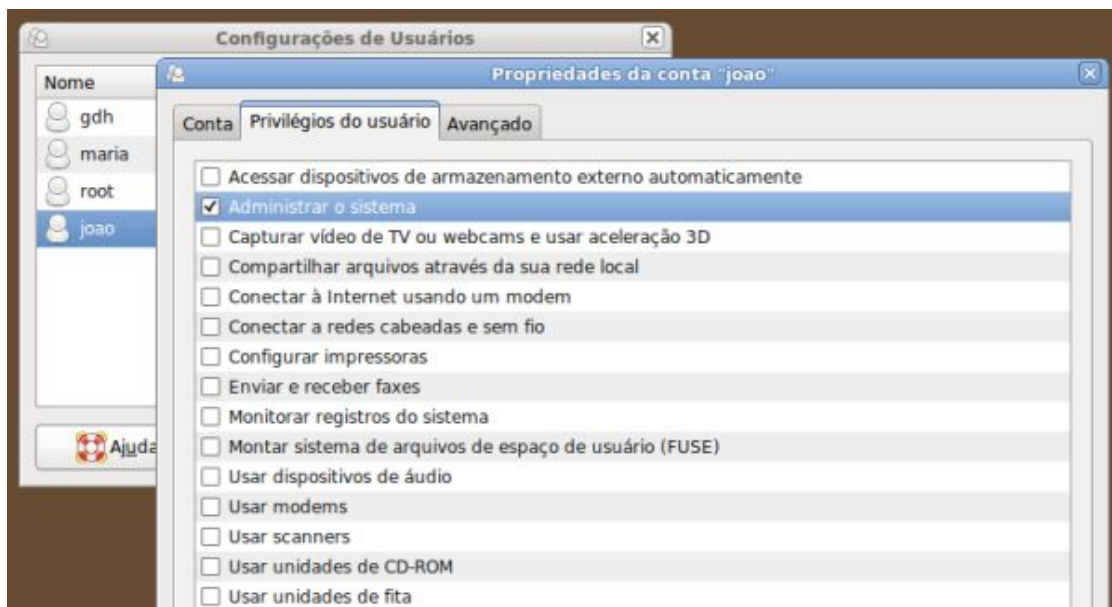 Configurações de Usuários
Nome
gdh
maria
root
joao
Ajuda
Propriedades da conta "joao"
Conta
Privilégios do usuário
Avançado
Acessar dispositivos de armazenamento externo automaticamente
Administrar o sistema
Capturar vídeo de TV ou webcams e usar aceleração 3D
Compartilhar arquivos através da sua rede local
Conectar à Internet usando um modem
Conectar a redes cabeadas e sem fio
Configurar impressoras
Enviar e receber faxes
Monitorar registros do sistema
Montar sistema de arquivos de espaço de usuário (FUSE)
Usar dispositivos de áudio
Usar modems
Usar scanners
Usar unidades de CD-ROM
Usar unidades de fita